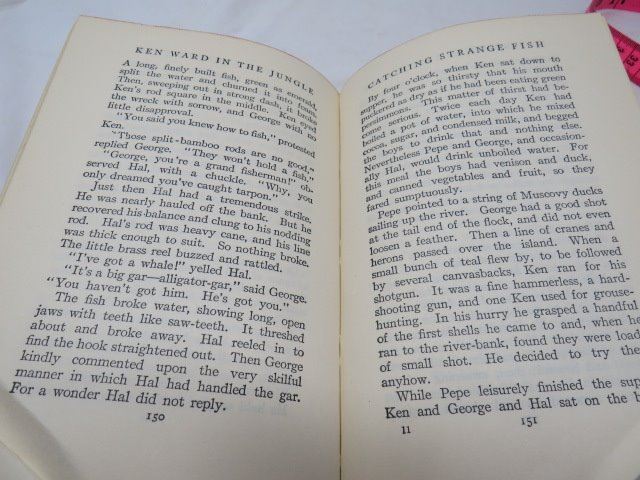 KEN WARD IN THE JUNGLE
A long, finely built fish, green as emerald,
split the water and churned it into foam.
Then, sweeping out in strong dash, it broke
Ken's rod square in the middle. Ken eyed
the wreck with sorrow, and George with no
little disapproval.
"You said you knew how to fish," protested
Ken.
"Those split-bamboo rods are no good,"
replied George. "They won't hold a fish."
"George, you're a grand fisherman!" ob-
served Hal, with a chuckle. "Why, you
only dreamed you've caught tarpon."
Just then Hal had a tremendous strike.
He was nearly hauled off the bank. But he
recovered his balance and clung to his nodding
rod. Hal's rod was heavy cane, and his line
was thick enough to suit. So nothing broke.
The little brass reel buzzed and rattled.
"I've got a whale!" yelled Hal.
"It's a big gar—alligator-gar," said George.
"You haven't got him. He's got you."
The fish broke water, showing long, open
jaws with teeth like saw-teeth. It threshed
about and broke away. Hal reeled in to
find the hook straightened out. Then George
kindly commented upon the very skilful
manner in which Hal had handled the gar.
For a wonder Hal did not reply.
150
CATCHING STRANGE FISH
By four o'clock, when Ken sat down to
supper, he was so thirsty that his mouth
puckered as dry as if he had been eating green
persimmons. This matter of thirst had be-
come serious. Twice each day Ken had
boiled a pot of water, into which he mixed
cocoa, sugar, and condensed milk, and begged
the boys to drink that and nothing else.
Nevertheless Pepe and George, and occasion-
ally Hal, would drink unboiled water. For
this meal the boys had venison and duck,
and canned vegetables and fruit, so they
fared sumptuously.
Pepe pointed to a string of Muscovy ducks
sailing up the river. George had a good shot
at the tail end of the flock, and did not even
loosen a feather. Then a line of cranes and
herons passed over the island. When a
small bunch of teal flew by, to be followed
by several canvasbacks, Ken ran for his
shotgun. It was a fine hammerless, a hard-
shooting gun, and one Ken used for grouse-
hunting. In his hurry he grasped a handful
of the first shells he came to and, when he
ran to the river-bank, found they were load
of small shot. He decided to try the
anyhow.
While Pepe leisurely finished the sup
Ken and George and Hal sat on the b
11 151